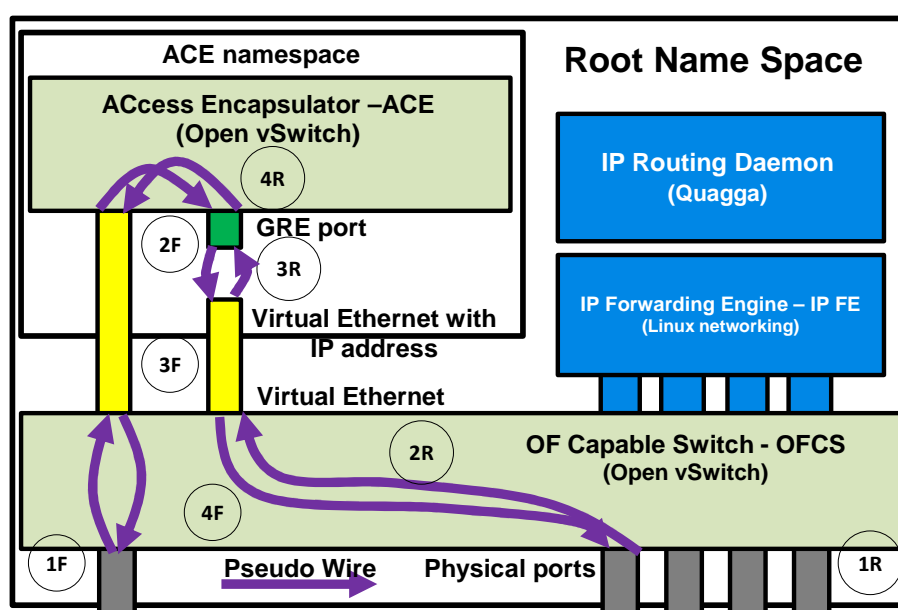 ACE namespace
Root Name Space
ACcess Encapsulator –ACE
(Open vSwitch)
IP Routing Daemon
(Quagga)
4R
2F
GRE port
3R
IP Forwarding Engine – IP FE
(Linux networking)
Virtual Ethernet with
IP address
3F
Virtual Ethernet
2R
OF Capable Switch - OFCS
(Open vSwitch)
4F
1F
Pseudo Wire
Physical ports
1R